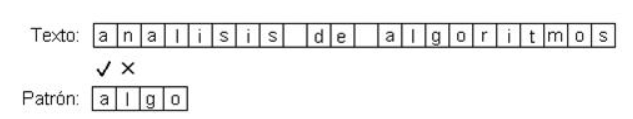 Texto: analisis de algoritmos
✓ ×
Patrón: algo